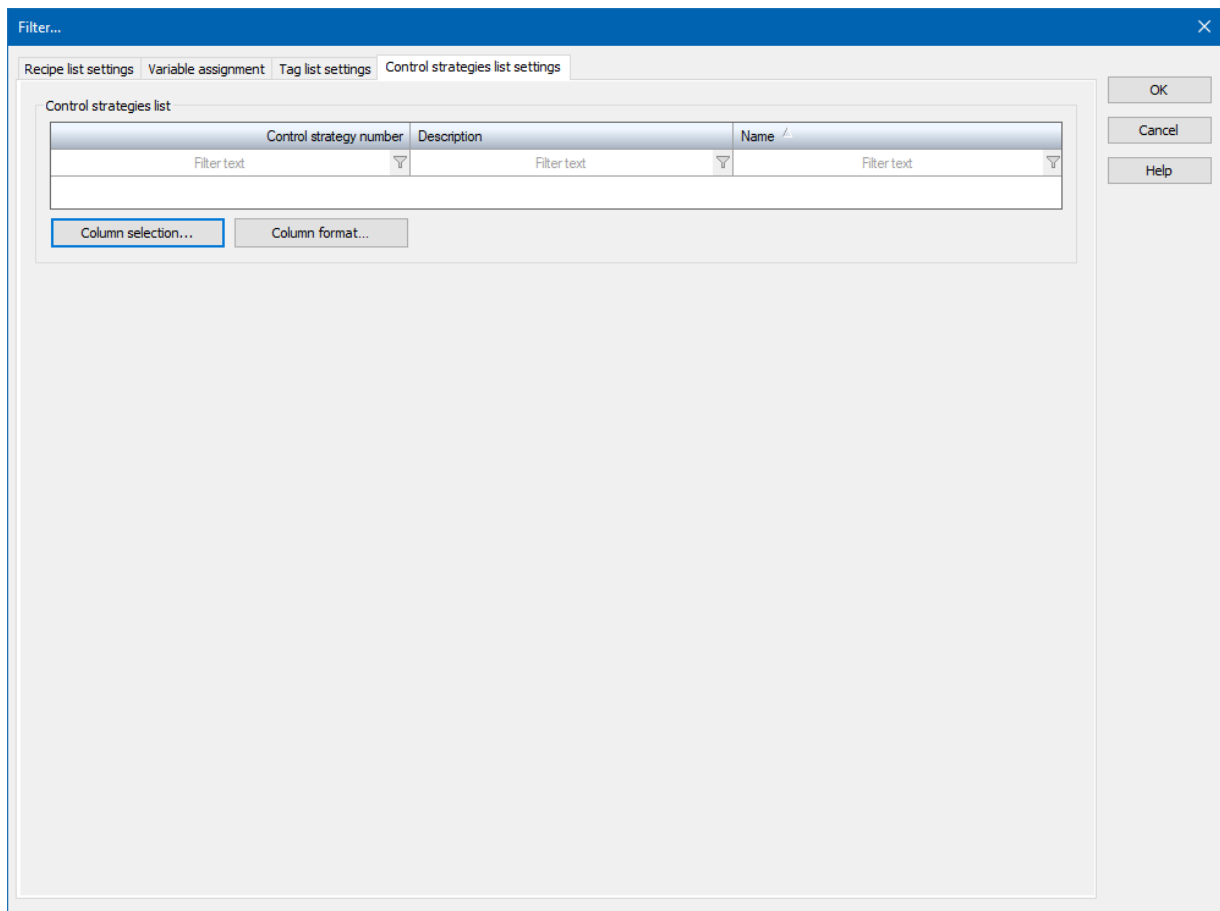 Filter...
Recipe list settings Variable assignment Tag list settings Control strategies list settings
OK
Control strategies list
Control strategy number Description Name
Cancel
Filter text Filter text Filter text
Help
Column selection... Column format...